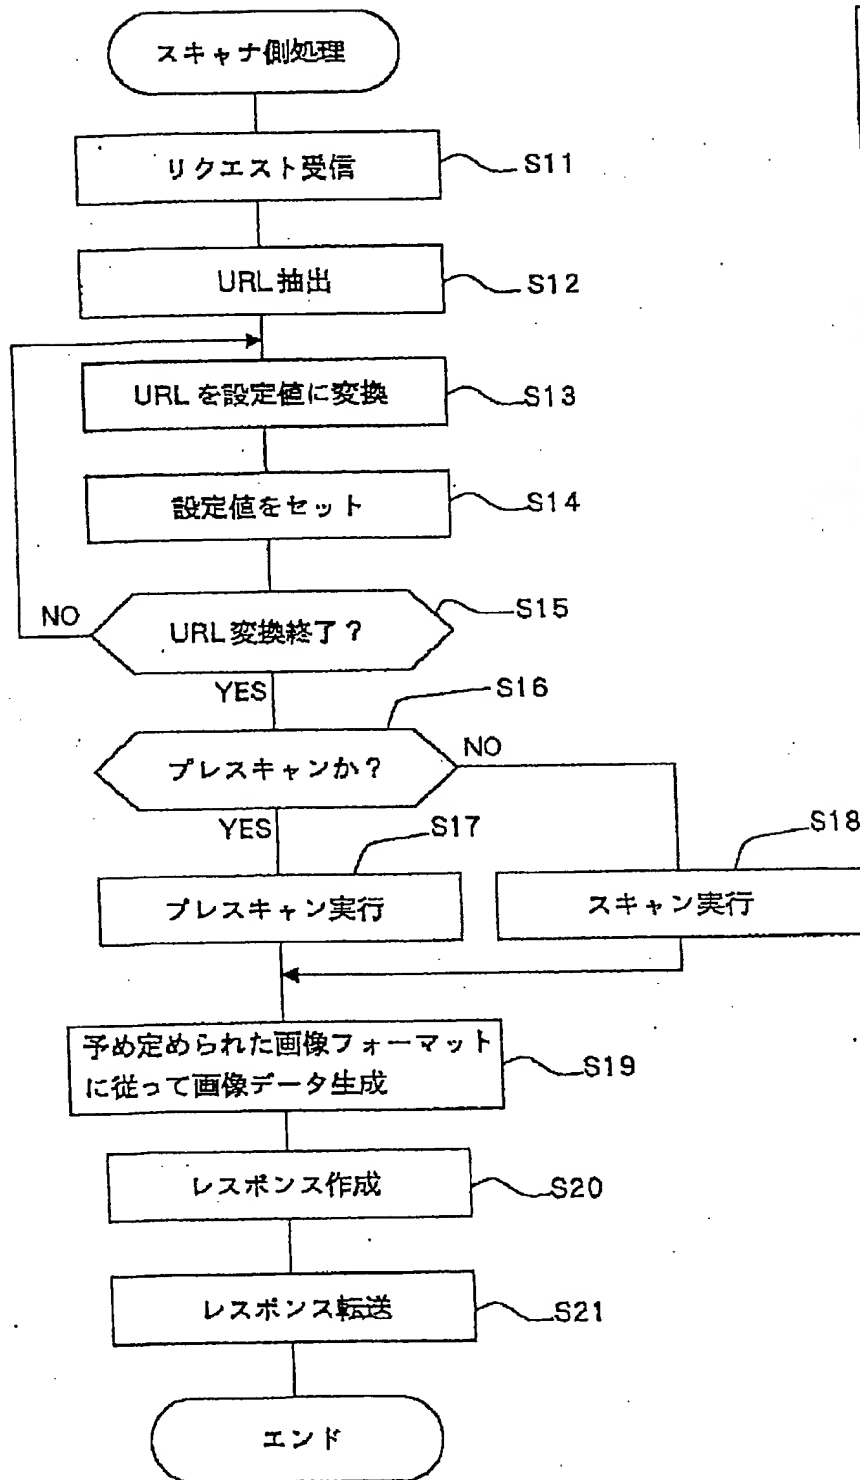 スキャナ側処理
リクエスト受信
S11
URL抽出
S12
URLを設定値に変換
S13
設定値をセット
S14
URL変換終了?
S15
NO
YES
プレスキャンか?
S16
NO
YES
プレスキャン実行
S17
スキャン実行
S18
予め定められた画像フォーマット
に従って画像データ生成
S19
レスポンス作成
S20
レスポンス転送
S21
エンド